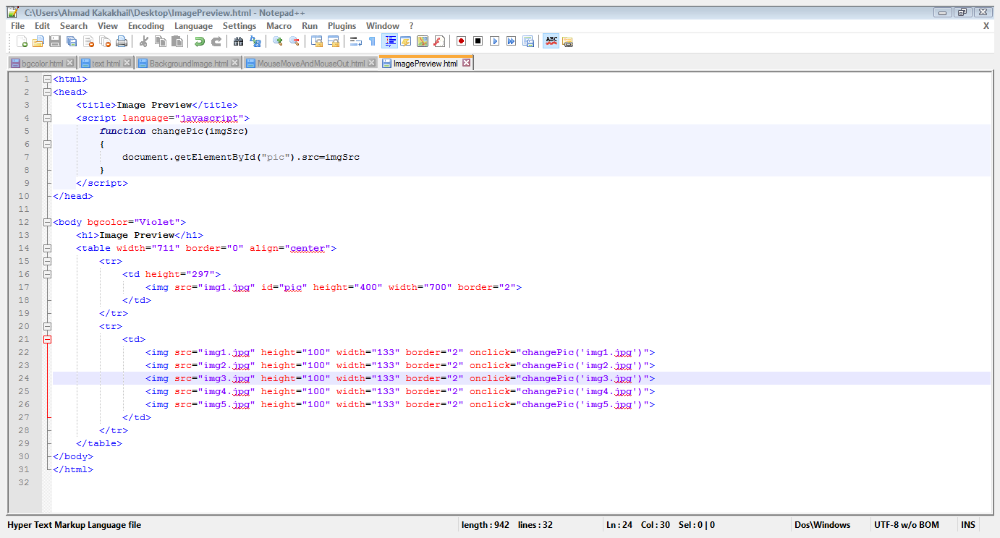 C:\Users\Ahmad Kakakhail\Desktop\ImagePreview.html - Notepad++
File Edit Search View Encoding Language Settings Macro Run Plugins Window ? X
ABC
bgcolor.html text.html BackgroundImage.html MouseMoveAndMouseOut.html ImagePreview.html
1 <html>
2 <head>
3 <title>Image Preview</title>
4 <script language="javascript">
5 function changePic(imgSrc)
6 {
7 document.getElementById("pic").src=imgSrc
8 }
9 </script>
10 </head>
11
12 <body bgcolor="Violet">
13 <h1>Image Preview</h1>
14 <table width="711" border="0" align="center">
15 <tr>
16 <td height="297">
17 <img src="img1.jpg" id="pic" height="400" width="700" border="2">
18 </td>
19 </tr>
20 <tr>
21 <td>
22 <img src="img1.jpg" height="100" width="133" border="2" onclick="changePic('img1.jpg')">
23 <img src="img2.jpg" height="100" width="133" border="2" onclick="changePic('img2.jpg')">
24 <img src="img3.jpg" height="100" width="133" border="2" onclick="changePic('img3.jpg')">
25 <img src="img4.jpg" height="100" width="133" border="2" onclick="changePic('img4.jpg')">
26 <img src="img5.jpg" height="100" width="133" border="2" onclick="changePic('img5.jpg')">
27 </td>
28 </tr>
29 </table>
30 </body>
31 </html>
32
Hyper Text Markup Language file length : 942 lines : 32 Ln : 24 Col : 30 Sel : 0 | 0 Dos\Windows UTF-8 w/o BOM INS